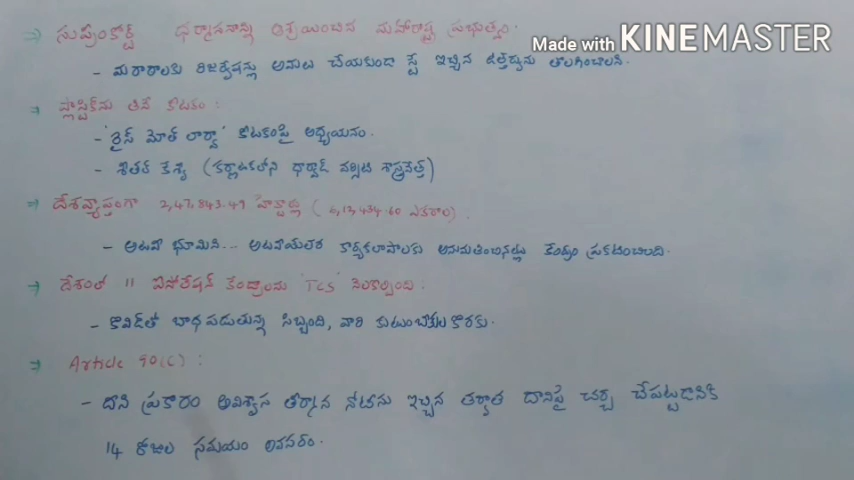 ⇒ సుప్రీంకోర్ట్ ధర్మాసనాన్ని ఆశ్రయించిన మహారాష్ట్ర ప్రభుత్వం.
Made with KINEMASTER
- మరాఠాలకు రిజర్వేషన్లు అమలు చేయకుండా స్టే ఇచ్చిన ఉత్తర్వును తొలగించాలని.
⇒ ప్లాస్టిక్‌ను తినే కీటకం:
- 'రైస్ మోత్ లార్వా' కీటకంపై అధ్యయనం.
- శీతల్ కేశ్తి (కర్ణాటకలోని ధార్వాడ్ వర్సిటీ శాస్త్రవేత్త)
⇒ దేశవ్యాప్తంగా 2,47,843.49 హెక్టార్లు (6,12,434.60 ఎకరాల).
- అటవీ భూమిని... అటవీయేతర కార్యకలాపాలకు అనుమతించినట్లు కేంద్రం ప్రకటించింది.
⇒ దేశంలో 11 ఐసోలేషన్ కేంద్రాలను 'TCS' నెలకొల్పింది:
- కోవిడ్‌తో బాధపడుతున్న సిబ్బంది, వారి కుటుంబీకుల కొరకు.
⇒ Article 90(C):
- దాని ప్రకారం అవిశ్వాస తీర్మాన నోటీసు ఇచ్చిన తర్వాత దానిపై చర్చ చేపట్టడానికి
14 రోజుల సమయం అవసరం.